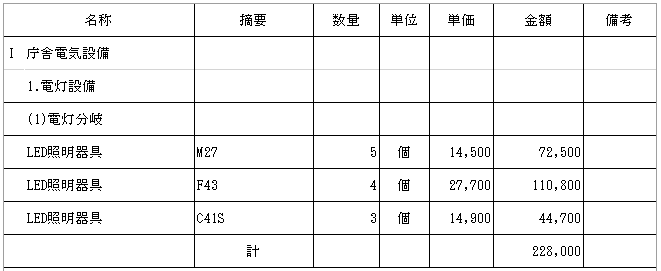 名称 摘要 数量 単位 単価 金額 備考
Ⅰ 庁舎電気設備
1.電灯設備
(1)電灯分岐
LED照明器具 M27 5 個 14,500 72,500
LED照明器具 F43 4 個 27,700 110,800
LED照明器具 C41S 3 個 14,900 44,700
計 228,000